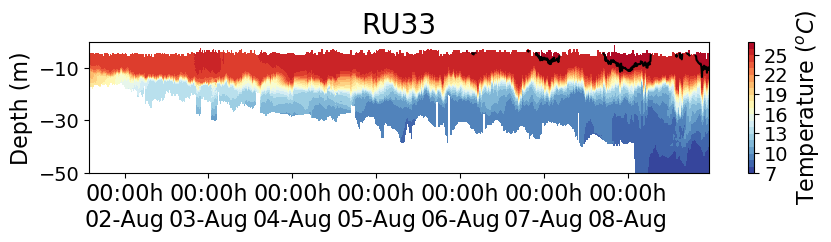 RU33
Depth (m)
−10
−30
−50
00:00h 00:00h 00:00h 00:00h 00:00h 00:00h 00:00h
02-Aug 03-Aug 04-Aug 05-Aug 06-Aug 07-Aug 08-Aug
25
22
19
16
13
10
7
Temperature (°C)